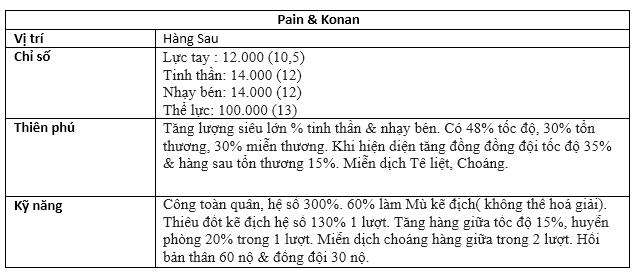 Pain & Konan
Vị trí
Hàng Sau
Chỉ số
Lực tay : 12.000 (10,5)
Tinh thần: 14.000 (12)
Nhạy bén: 14.000 (12)
Thể lực: 100.000 (13)
Thiên phú
Tăng lượng siêu lớn % tinh thần & nhạy bén. Có 48% tốc độ, 30% tổn
thương, 30% miễn thương. Khi hiện diện tăng đồng đồng đội tốc độ 35%
& hàng sau tổn thương 15%. Miễn dịch Tê liệt, Choáng.
Kỹ năng
Công toàn quân, hệ số 300%. 60% làm Mù kẽ địch( không thể hoá giải).
Thiêu đốt kẽ địch hệ số 130% 1 lượt. Tăng hàng giữa tốc độ 15%, huyển
phòng 20% trong 1 lượt. Miễn dịch choáng hàng giữa trong 2 lượt. Hồi
bản thân 60 nộ & đồng đội 30 nộ.